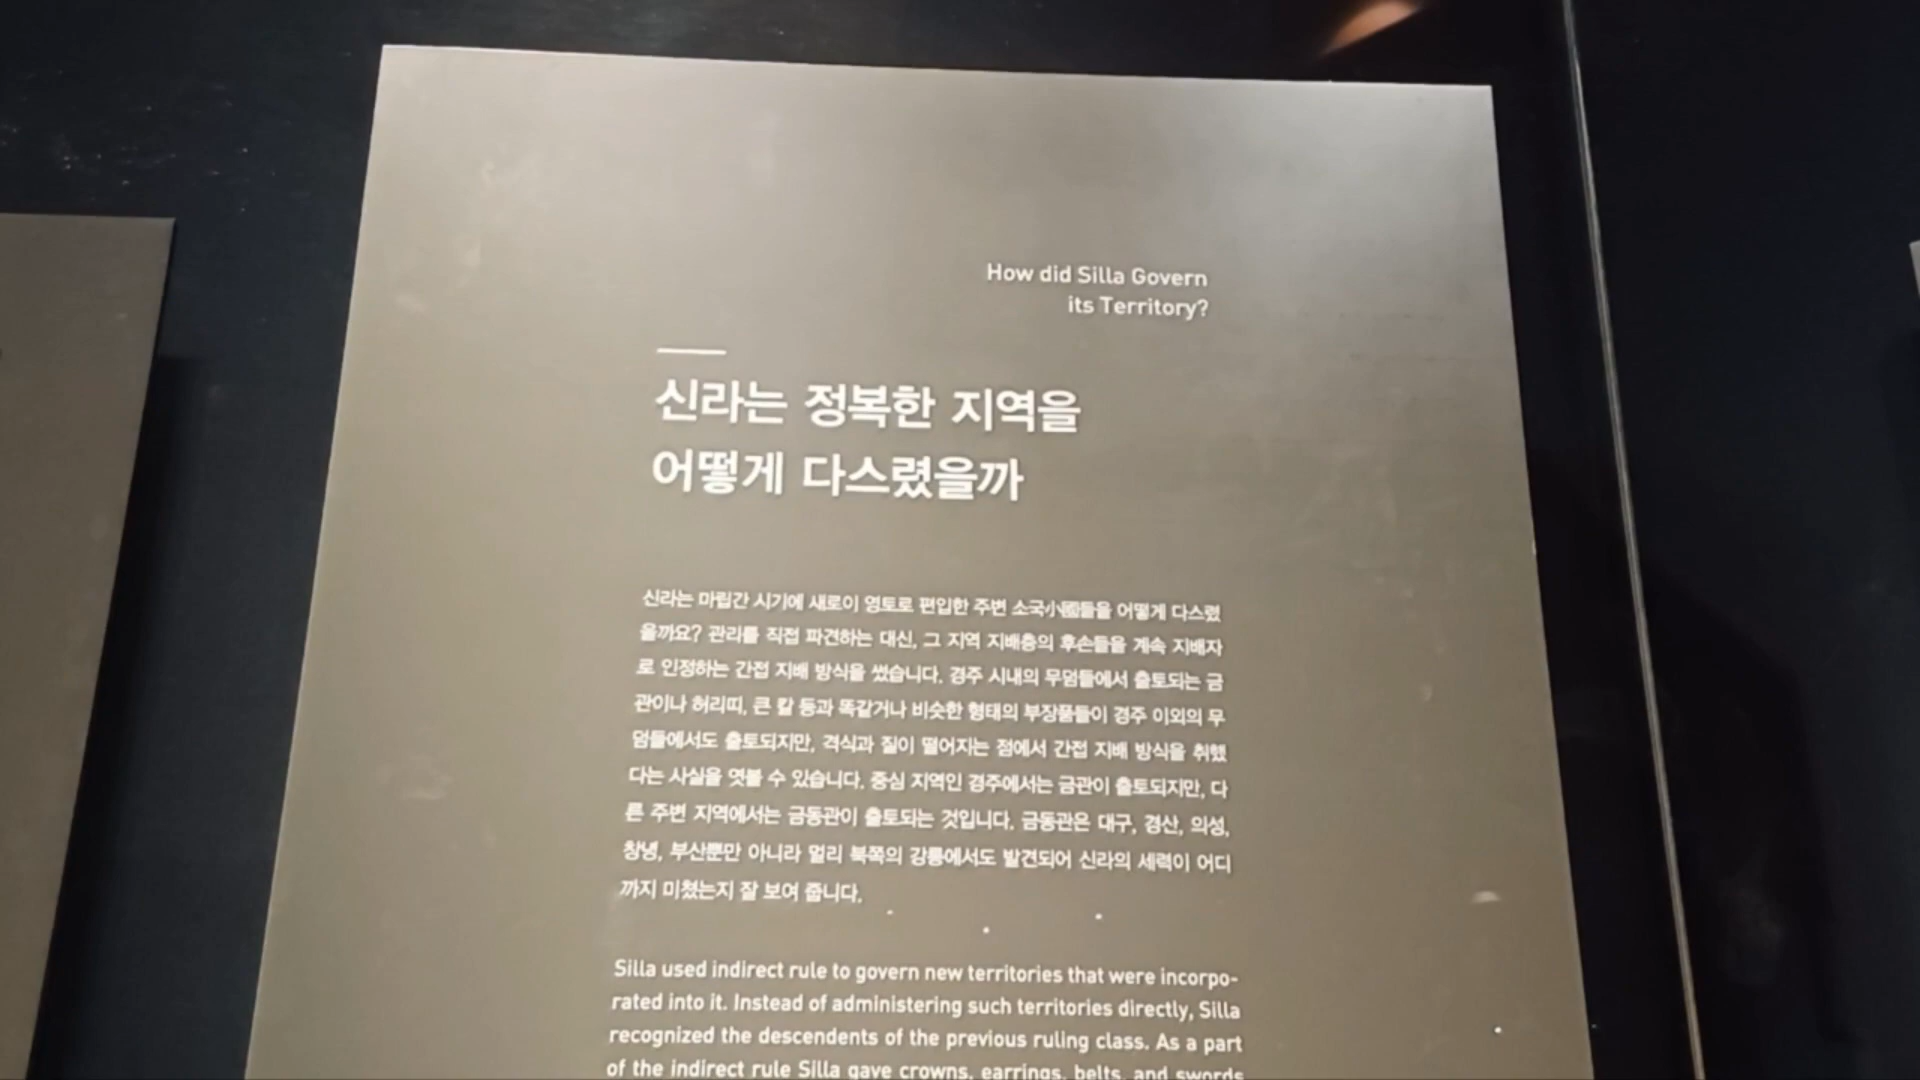 How did Silla Govern
its Territory?
신라는 정복한 지역을
어떻게 다스렸을까
신라는 마립간 시기에 새로이 영토로 편입한 주변 소국小國들을 어떻게 다스렸
을까요? 관리를 직접 파견하는 대신, 그 지역 지배층의 후손들을 계속 지배자
로 인정하는 간접 지배 방식을 썼습니다. 경주 시내의 무덤들에서 출토되는 금
관이나 허리띠, 큰 칼 등과 똑같거나 비슷한 형태의 부장품들이 경주 이외의 무
덤들에서도 출토되지만, 격식과 질이 떨어지는 점에서 간접 지배 방식을 취했
다는 사실을 엿볼 수 있습니다. 중심 지역인 경주에서는 금관이 출토되지만, 다
른 주변 지역에서는 금동관이 출토되는 것입니다. 금동관은 대구, 경산, 의성,
창녕, 부산뿐만 아니라 멀리 북쪽의 강릉에서도 발견되어 신라의 세력이 어디
까지 미쳤는지 잘 보여 줍니다.
Silla used indirect rule to govern new territories that were incorpo-
rated into it. Instead of administering such territories directly, Silla
recognized the descendents of the previous ruling class. As a part
of the indirect rule Silla gave crowns, earrings, belts, and swords